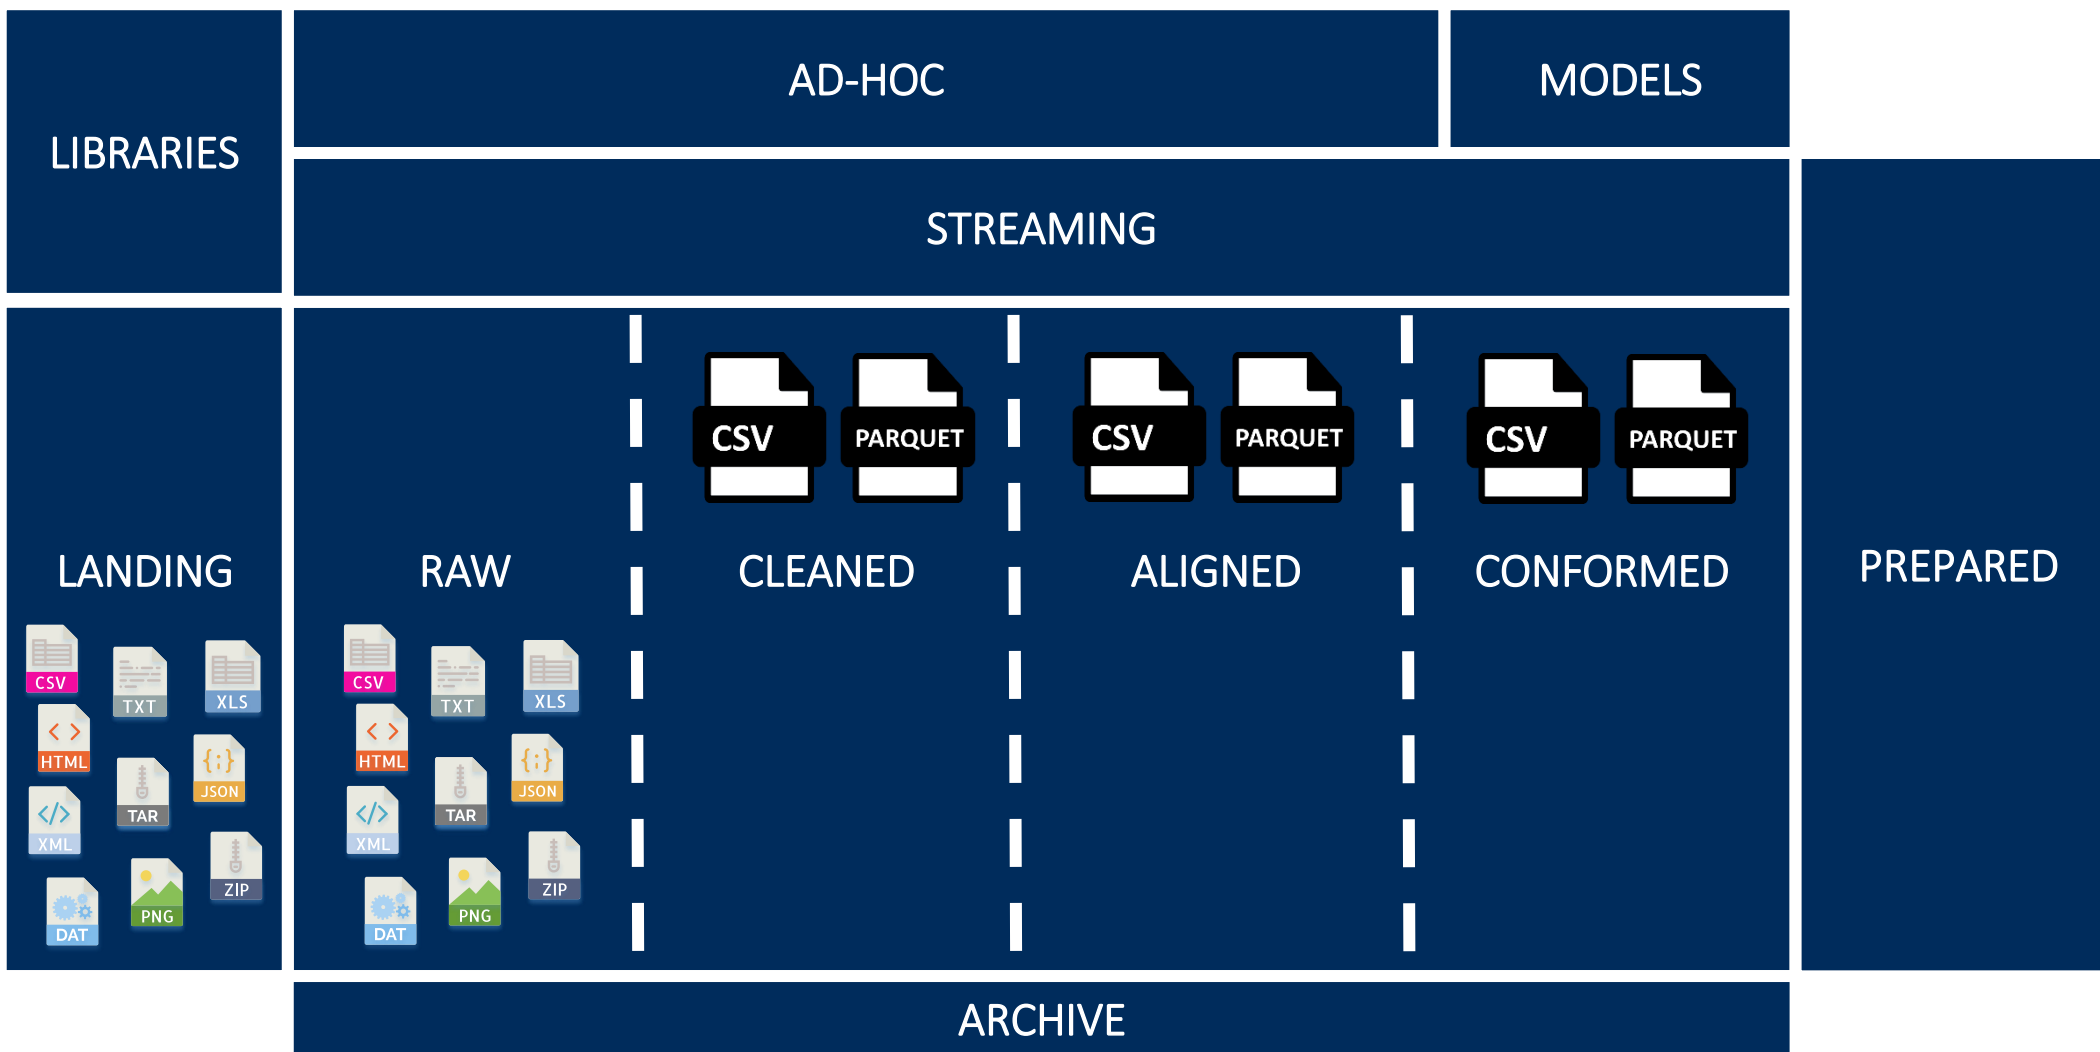 LIBRARIES
AD-HOC
MODELS
STREAMING
LANDING
CSV
TXT
XLS
HTML
JSON
TAR
XML
ZIP
PNG
DAT
RAW
CSV
TXT
XLS
HTML
JSON
TAR
XML
ZIP
PNG
DAT
CSV
PARQUET
CLEANED
CSV
PARQUET
ALIGNED
CSV
PARQUET
CONFORMED
PREPARED
ARCHIVE